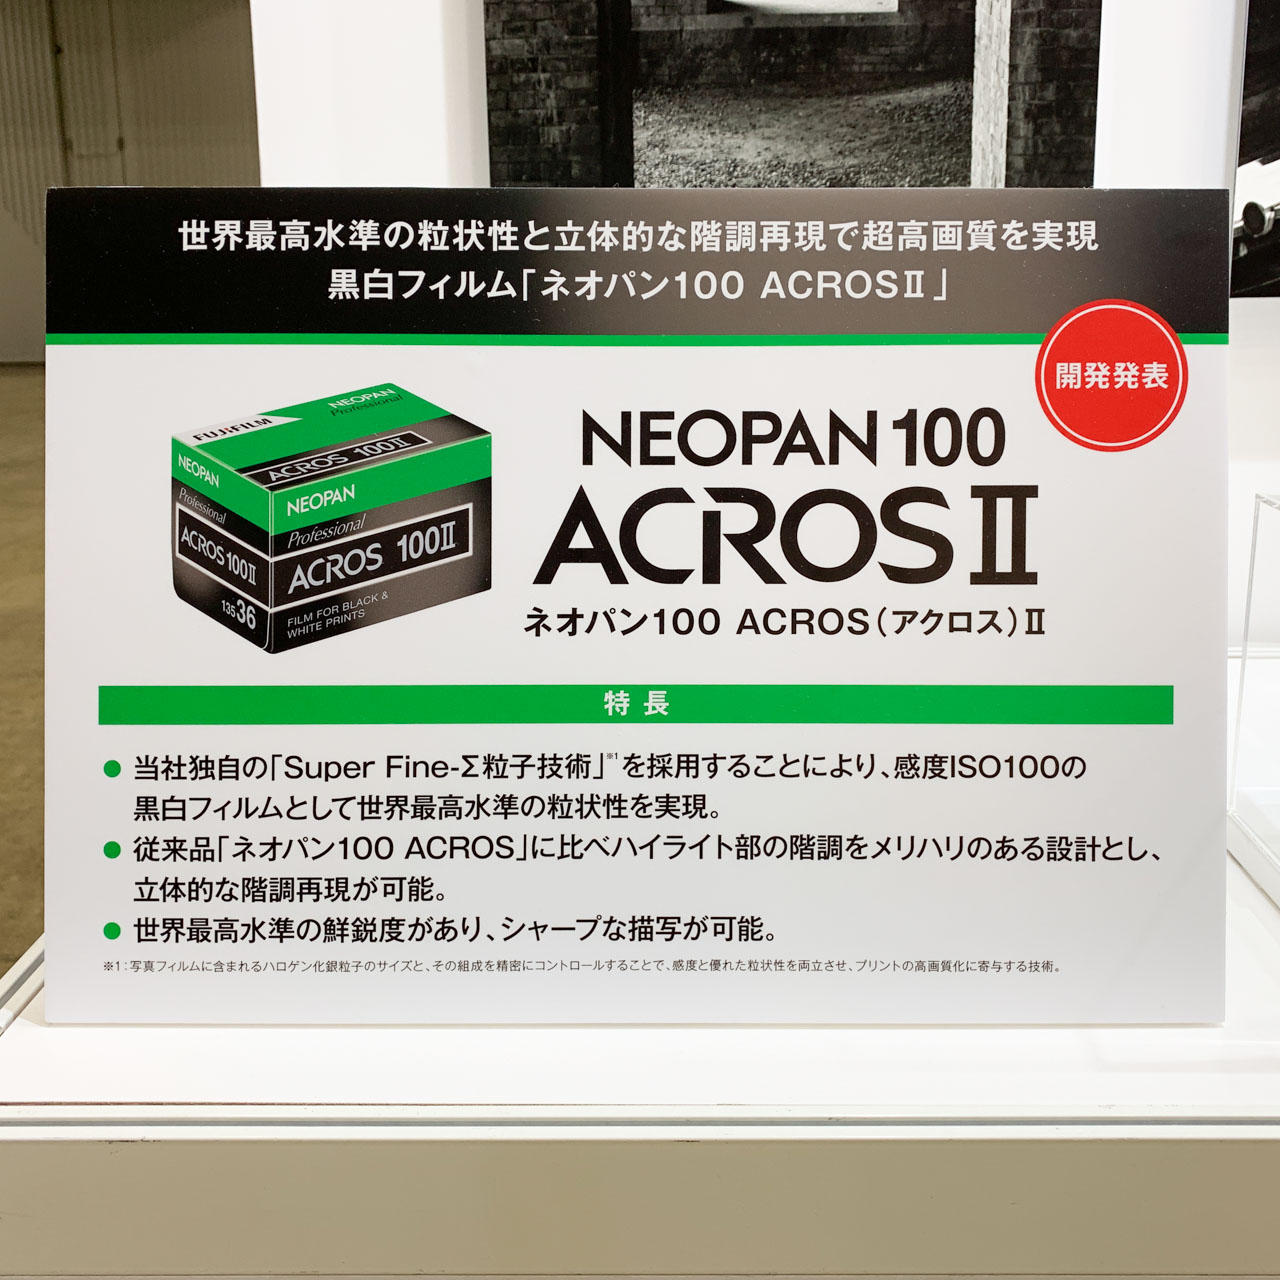 世界最高水準の粒状性と立体的な階調再現で超高画質を実現
黒白フィルム「ネオパン100 ACROSⅡ」
開発発表
FUJIFILM
NEOPAN
Professional
ACROS 100Ⅱ
NEOPAN
Professional
ACROS 100Ⅱ
135 36
NEOPAN
Professional
ACROS 100Ⅱ
FILM FOR BLACK &
WHITE PRINTS
NEOPAN 100
ACROS Ⅱ
ネオパン100 ACROS(アクロス)Ⅱ
特長
● 当社独自の「Super Fine-Σ粒子技術」※1を採用することにより、感度ISO100の
黒白フィルムとして世界最高水準の粒状性を実現。
● 従来品「ネオパン100 ACROS」に比べハイライト部の階調をメリハリのある設計とし、
立体的な階調再現が可能。
● 世界最高水準の鮮鋭度があり、シャープな描写が可能。
※1:写真フィルムに含まれるハロゲン化銀粒子のサイズと、その組成を精密にコントロールすることで、感度と優れた粒状性を両立させ、プリントの高画質化に寄与する技術。